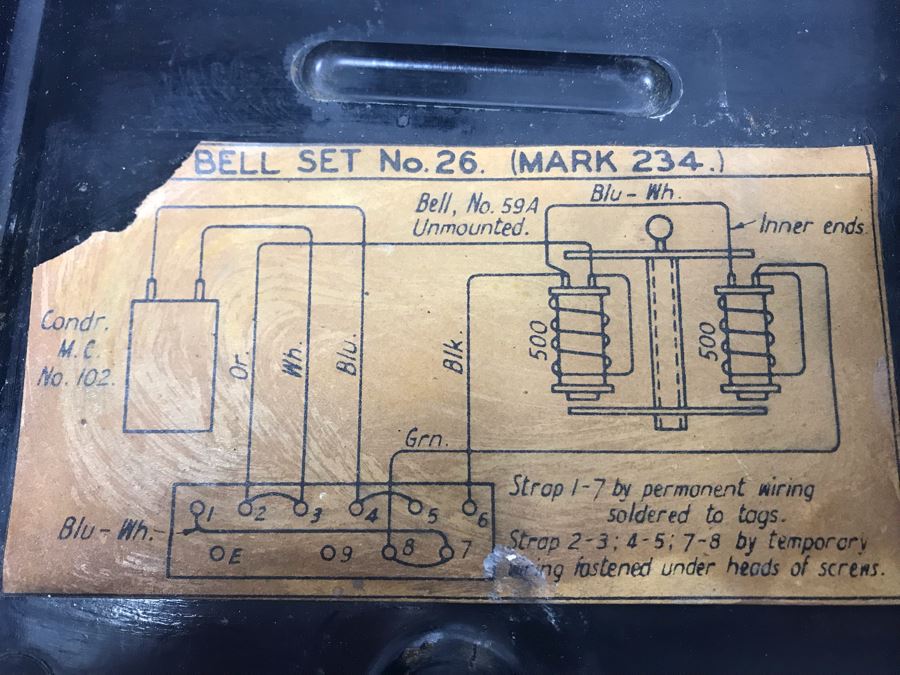 BELL SET No. 26. (MARK 234.)
Blu - Wh.
Bell, No. 59A
Unmounted.
Inner ends.
Condr.
M.C.
No. 102.
Or.
Wh.
Blu.
Blk.
500
500
Grn.
1 2 3 4 5 6
Blu - Wh.
E 9 8 7
Strap 1-7 by permanent wiring
soldered to tags.
Strap 2-3; 4-5; 7-8 by temporary
wiring fastened under heads of screws.